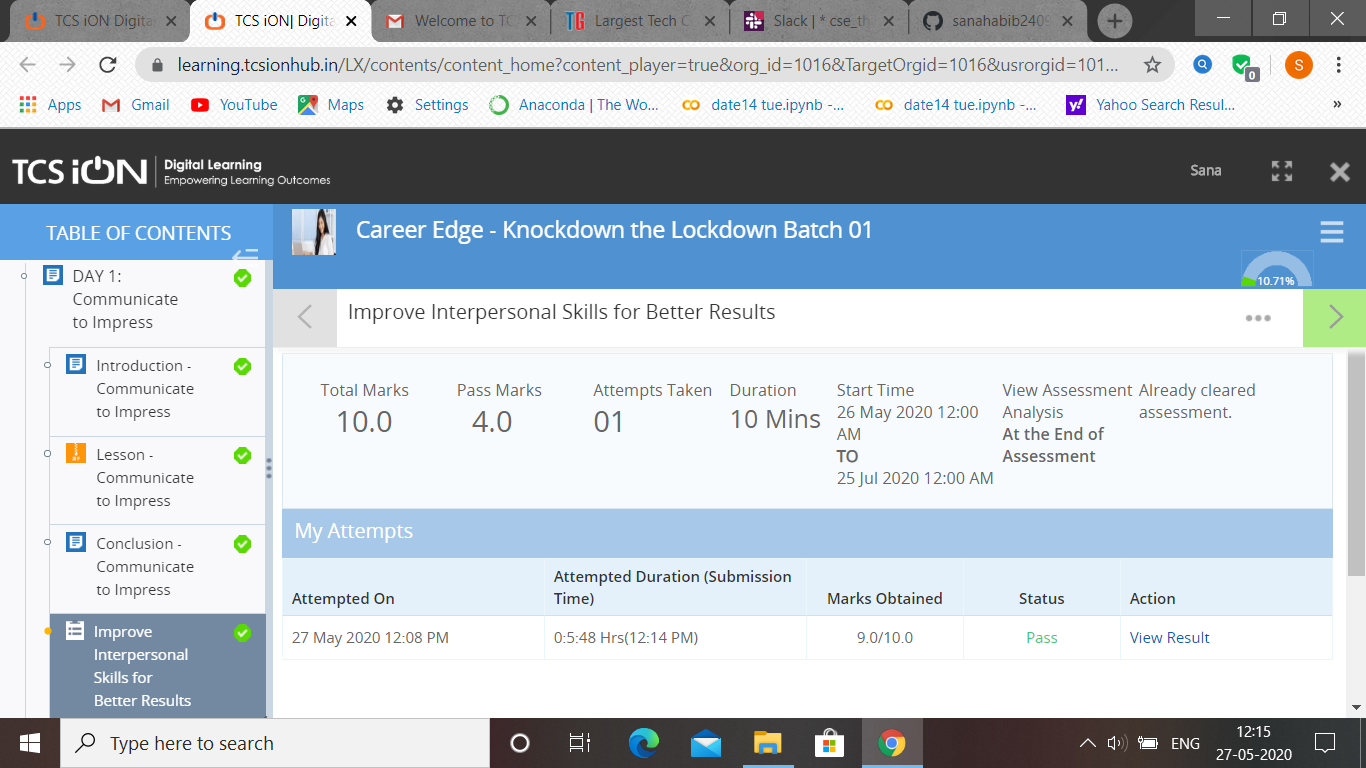 TCS iON Digita
TCS iON| Digita
Welcome to TC
Largest Tech C
Slack | * cse_th
sanahabib2409
learning.tcsionhub.in/LX/contents/content_home?content_player=true&org_id=1016&TargetOrgid=1016&usrorgid=101...
0
S
Apps
Gmail
YouTube
Maps
Settings
Anaconda | The Wo...
date14 tue.ipynb -...
date14 tue.ipynb -...
Yahoo Search Resul...
»
TCS iON
Digital Learning
Empowering Learning Outcomes
Sana
TABLE OF CONTENTS
Career Edge - Knockdown the Lockdown Batch 01
10.71%
DAY 1:
Communicate
to Impress
Introduction -
Communicate
to Impress
Lesson -
Communicate
to Impress
Conclusion -
Communicate
to Impress
Improve
Interpersonal
Skills for
Better Results
Improve Interpersonal Skills for Better Results
Total Marks
10.0
Pass Marks
4.0
Attempts Taken
01
Duration
10 Mins
Start Time
26 May 2020 12:00
AM
TO
25 Jul 2020 12:00 AM
View Assessment
Analysis
At the End of
Assessment
Already cleared
assessment.
My Attempts
Attempted On
Attempted Duration (Submission
Time)
Marks Obtained
Status
Action
27 May 2020 12:08 PM
0:5:48 Hrs(12:14 PM)
9.0/10.0
Pass
View Result
Type here to search
ENG
12:15
27-05-2020